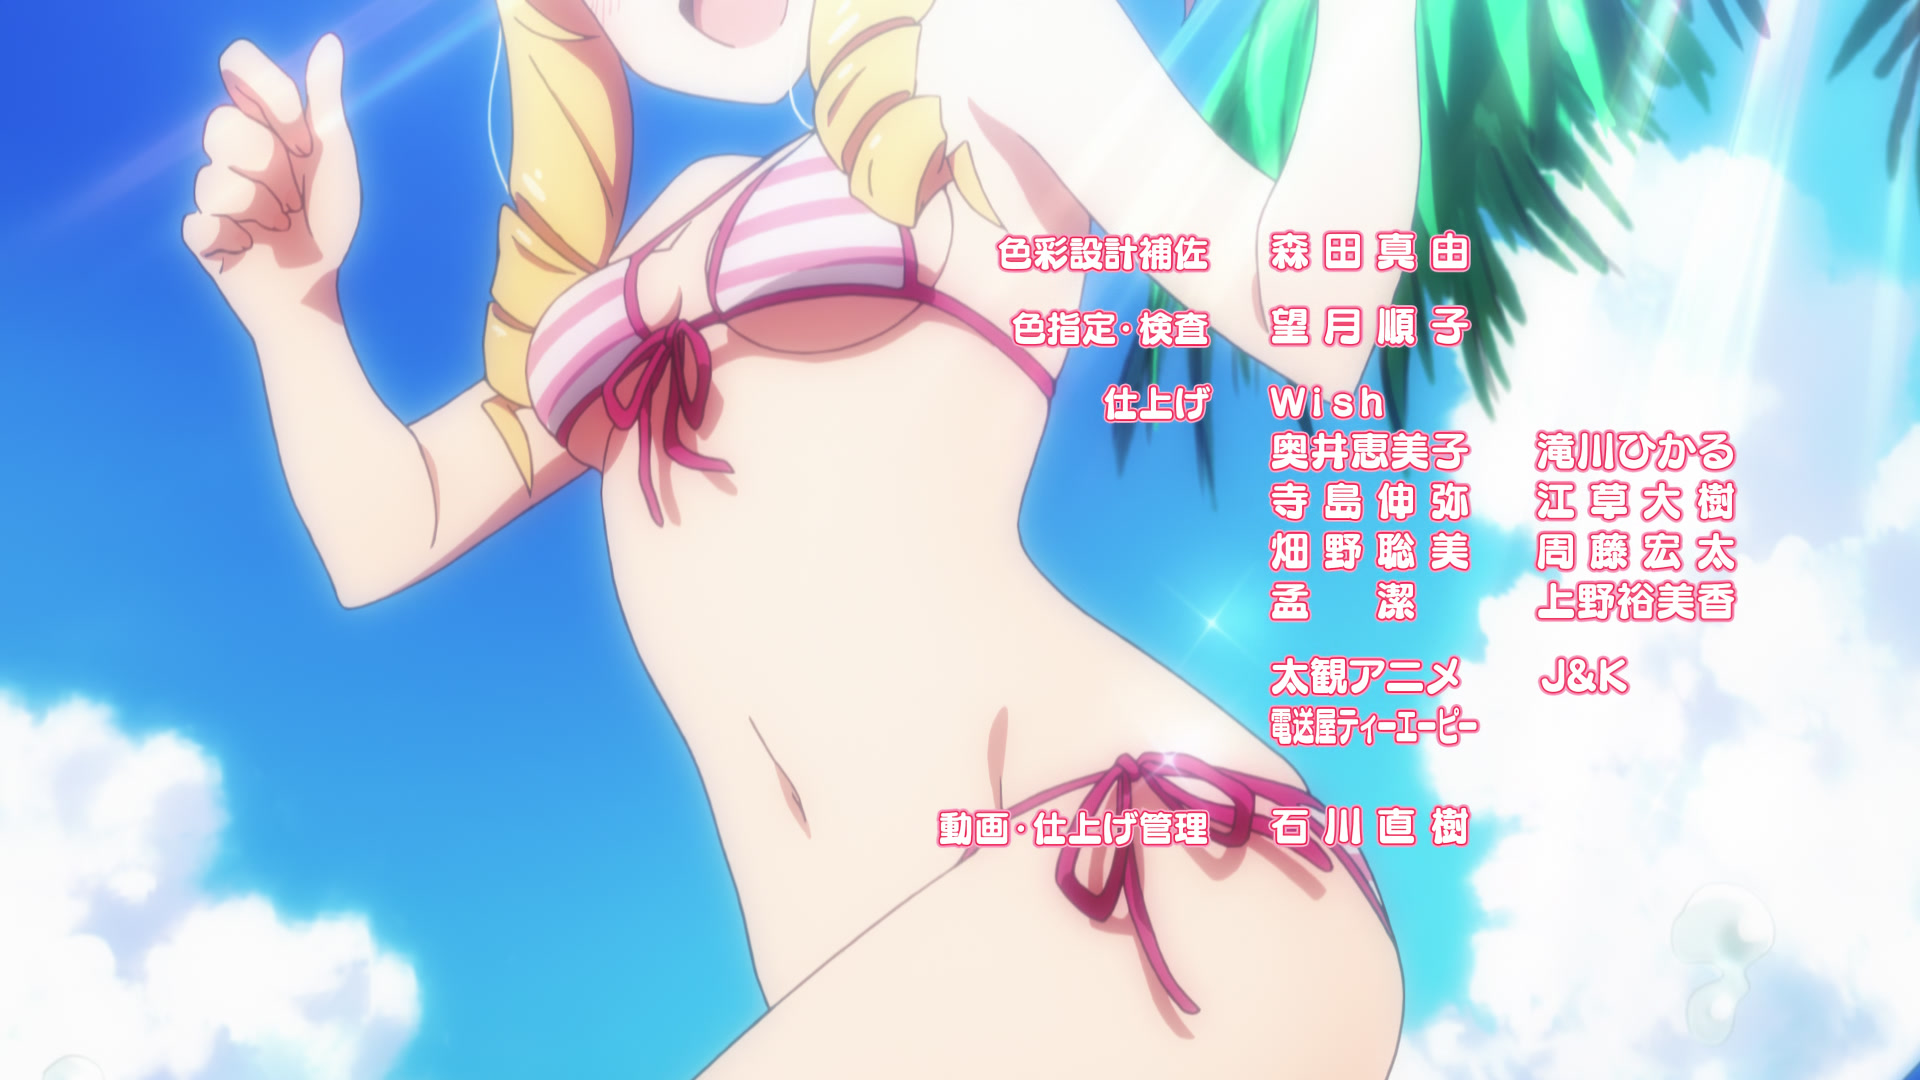 色彩設計補佐 森田真由
色指定・検査 望月順子
仕上げ Wish
奥井恵美子 滝川ひかる
寺島伸弥 江草大樹
畑野聡美 周藤宏太
孟 潔 上野裕美香
太観アニメ J&K
電送屋ティーエーピー
動画・仕上げ管理 石川直樹